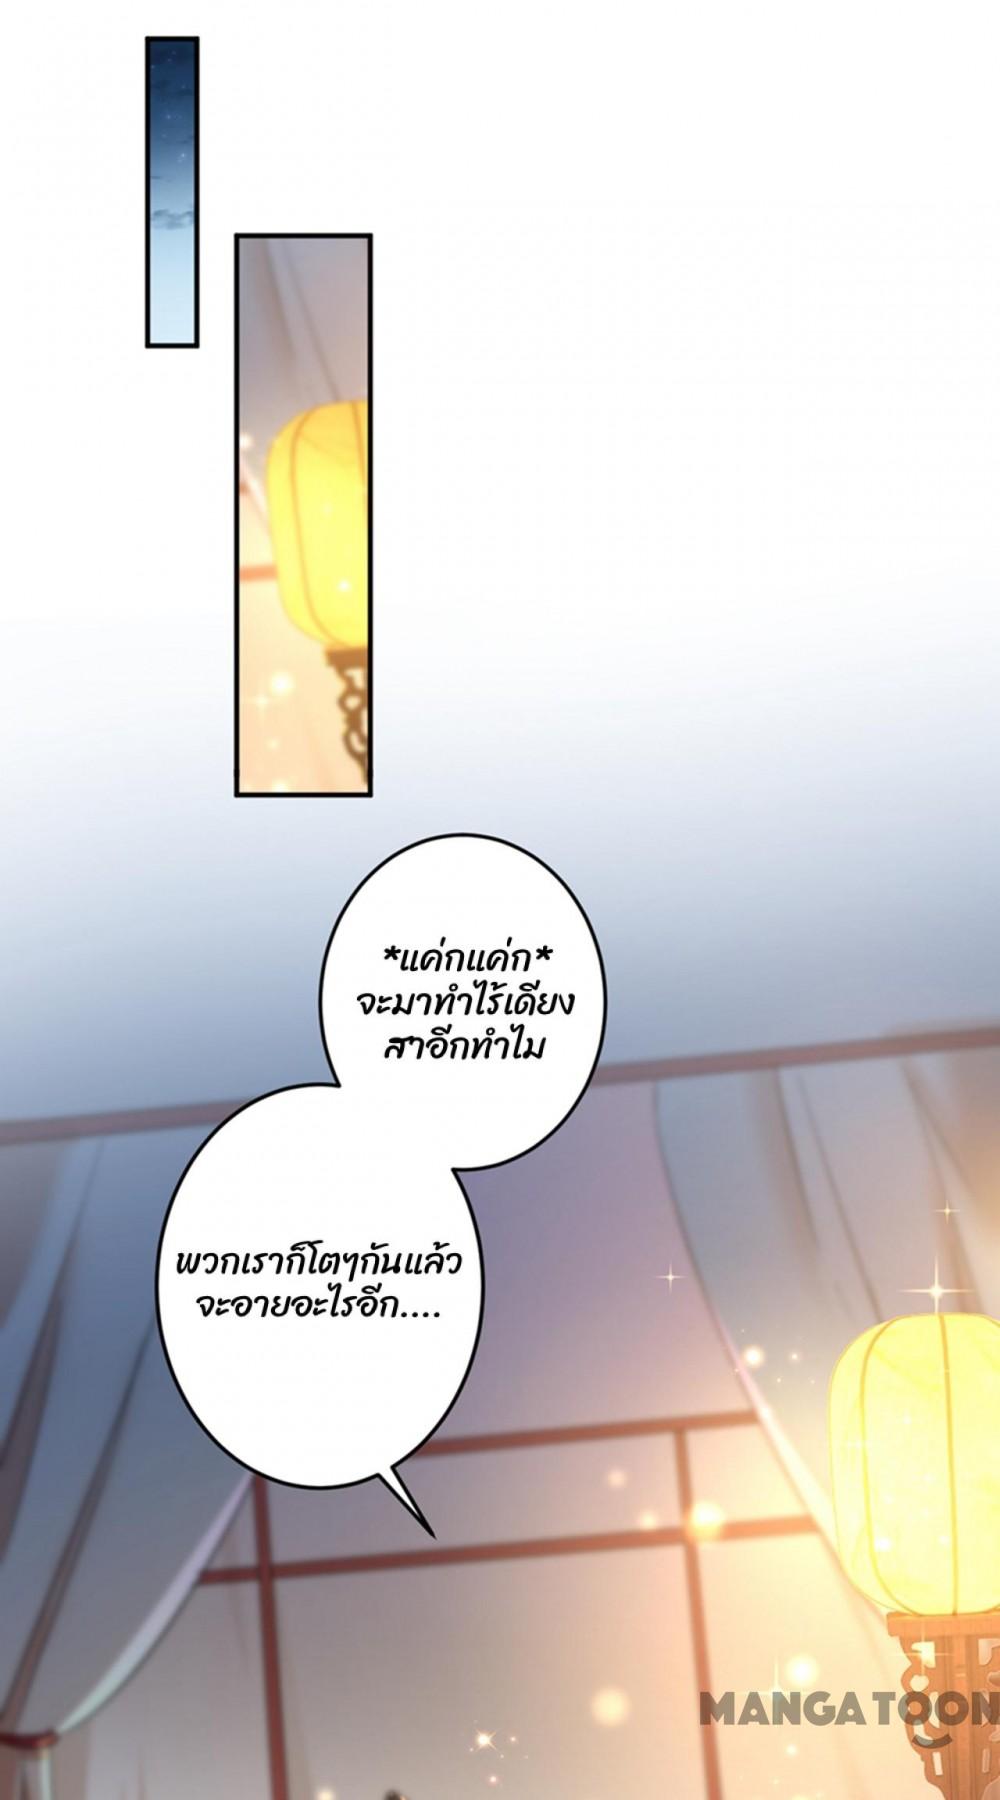 *แค่กแค่ก*
จะมาทำไร้เดียง
สาอีกทำไม
พวกเราก็โตๆกันแล้ว
จะอายอะไรอีก....
MANGATOON